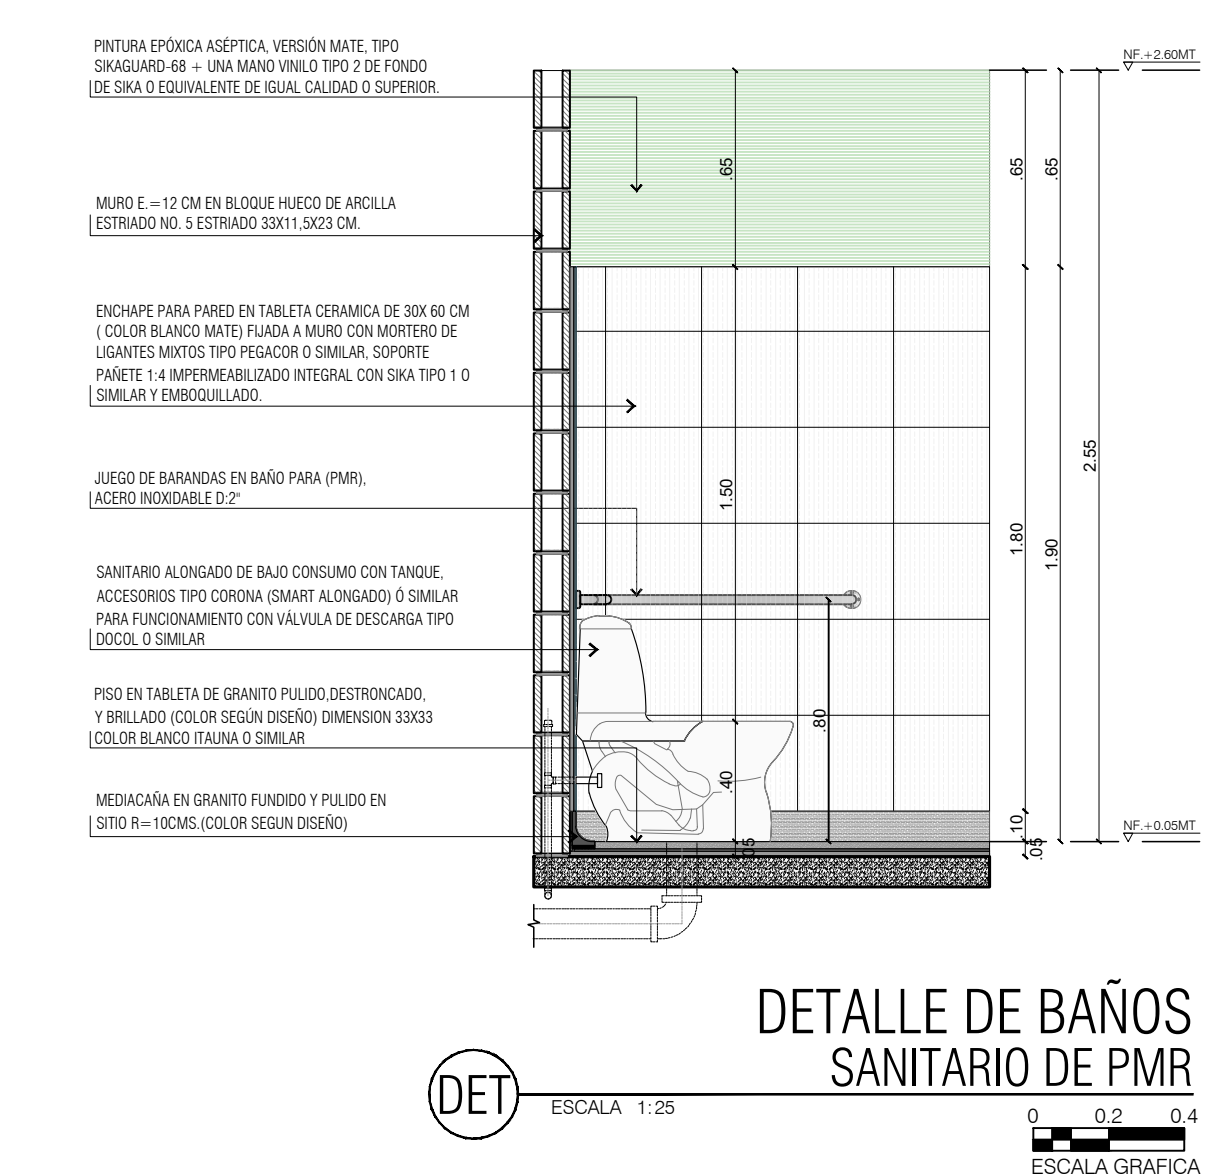 PINTURA EPÓXICA ASÉPTICA, VERSIÓN MATE, TIPO
SIKAGUARD-68 + UNA MANO VINILO TIPO 2 DE FONDO
DE SIKA O EQUIVALENTE DE IGUAL CALIDAD O SUPERIOR.
MURO E.=12 CM EN BLOQUE HUECO DE ARCILLA
ESTRIADO NO. 5 ESTRIADO 33X11,5X23 CM.
ENCHAPE PARA PARED EN TABLETA CERAMICA DE 30X 60 CM
( COLOR BLANCO MATE) FIJADA A MURO CON MORTERO DE
LIGANTES MIXTOS TIPO PEGACOR O SIMILAR, SOPORTE
PAÑETE 1:4 IMPERMEABILIZADO INTEGRAL CON SIKA TIPO 1 O
SIMILAR Y EMBOQUILLADO.
JUEGO DE BARANDAS EN BAÑO PARA (PMR),
ACERO INOXIDABLE D:2"
SANITARIO ALONGADO DE BAJO CONSUMO CON TANQUE,
ACCESORIOS TIPO CORONA (SMART ALONGADO) Ó SIMILAR
PARA FUNCIONAMIENTO CON VÁLVULA DE DESCARGA TIPO
DOCOL O SIMILAR
PISO EN TABLETA DE GRANITO PULIDO,DESTRONCADO,
Y BRILLADO (COLOR SEGÚN DISEÑO) DIMENSION 33X33
COLOR BLANCO ITAUNA O SIMILAR
MEDIACAÑA EN GRANITO FUNDIDO Y PULIDO EN
SITIO R=10CMS.(COLOR SEGUN DISEÑO)
.65
1.50
.40
.05
.80
.65
1.80
.10
.05
.65
1.90
2.55
NF.+2.60MT
NF.+0.05MT
DETALLE DE BAÑOS
SANITARIO DE PMR
DET
ESCALA 1:25
0 0.2 0.4
ESCALA GRAFICA